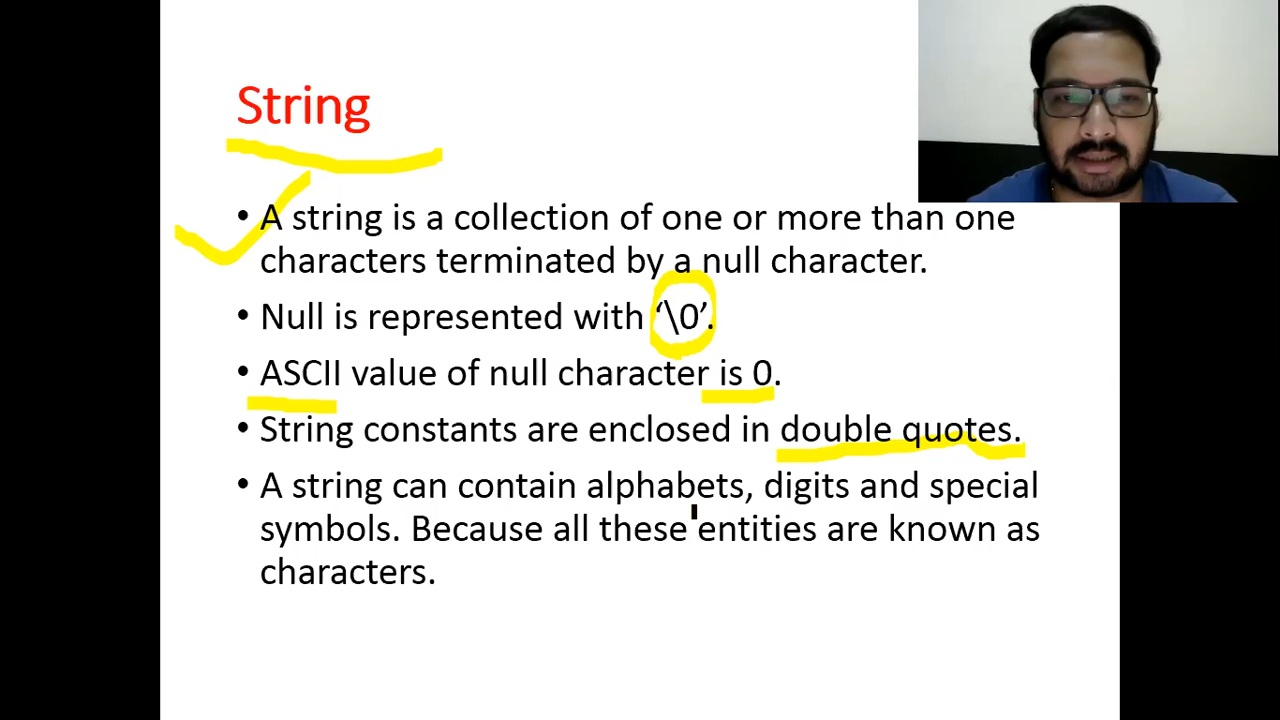 String
• A string is a collection of one or more than one
characters terminated by a null character.
• Null is represented with ‘\0’.
• ASCII value of null character is 0.
• String constants are enclosed in double quotes.
• A string can contain alphabets, digits and special
symbols. Because all these entities are known as
characters.